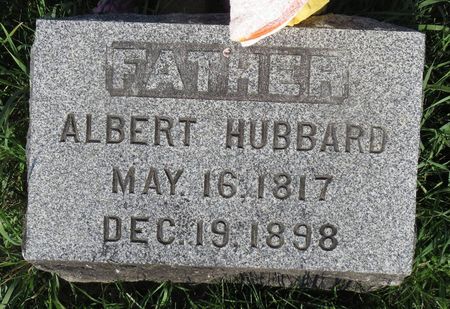 FATHER
ALBERT HUBBARD
MAY. 16. 1817
DEC. 19. 1898